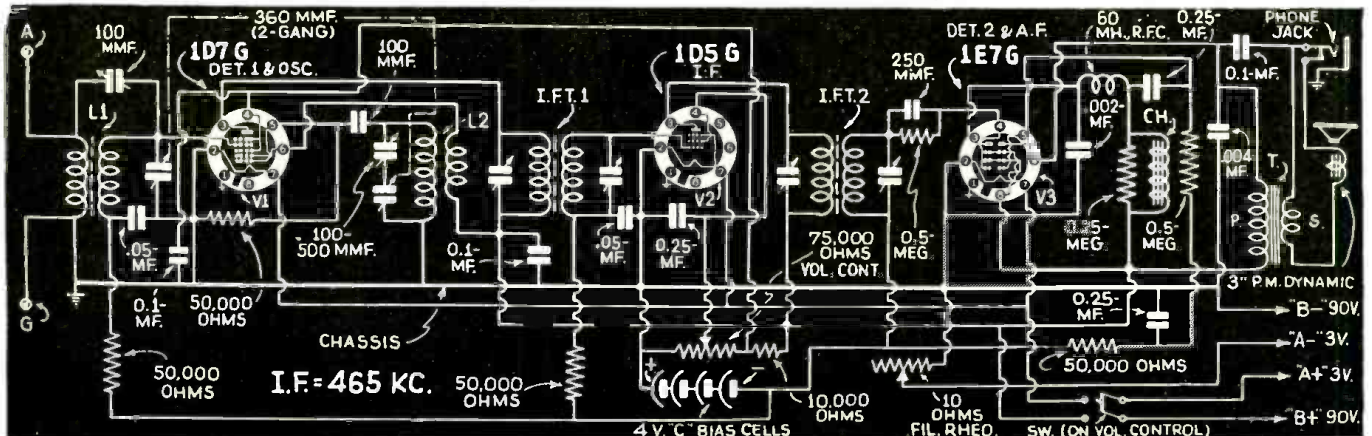 A
100 MMF.
360 MMF.
(2-GANG)
1D7 G
DET. 1 & OSC.
100
MMF.
1D5 G
I.F.
DET. 2 & A.F.
1E7G
60
MH., R.F.C.
0.25-
MF.
PHONE
JACK
L1
L2
I.F.T.1
I.F.T.2
250
MMF.
.002-
MF.
CH.
0.1-MF.
V1
V2
V3
.004
MF.
T.
P.
S.
.05-
MF.
0.1-
MF.
50,000
OHMS
100-
500 MMF.
0.1-
MF.
.05-
MF.
0.25-
MF.
75,000
OHMS
VOL. CONT.
0.5-
MEG.
MEG.
0.5-
MEG.
3" P.M. DYNAMIC
G
CHASSIS
0.25-
MF.
"B-" 90V.
"A-" 3V.
"A+" 3V.
"B+" 90V.
50,000
OHMS
I.F. = 465 KC.
50,000
OHMS
10,000
OHMS
4 V. "C" BIAS CELLS
10
OHMS
FIL. RHEO.
50,000 OHMS
SW. (ON VOL. CONTROL)